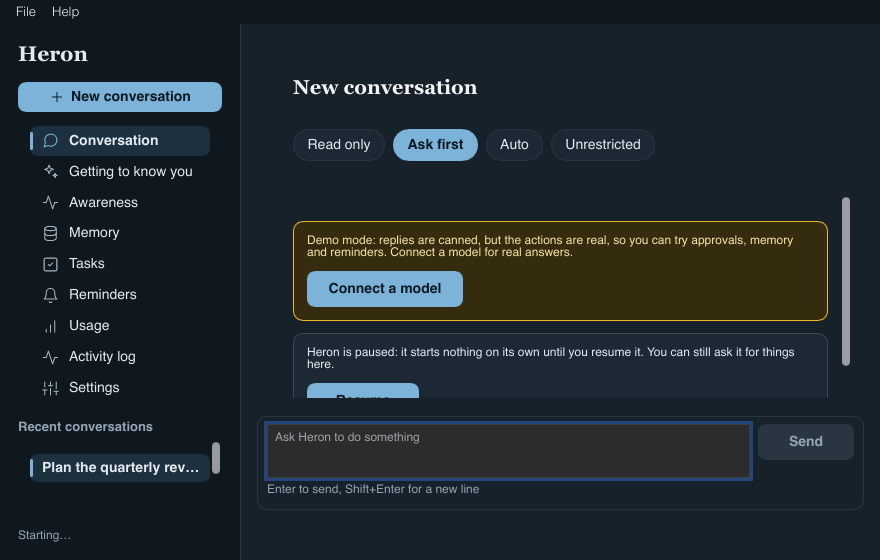 File Help
Heron
New conversation
Conversation
Getting to know you
Awareness
Memory
Tasks
Reminders
Usage
Activity log
Settings
Recent conversations
Plan the quarterly rev…
Starting…
New conversation
Read only Ask first Auto Unrestricted
Demo mode: replies are canned, but the actions are real, so you can try approvals, memory
and reminders. Connect a model for real answers.
Connect a model
Heron is paused: it starts nothing on its own until you resume it. You can still ask it for things
here.
Resume
Ask Heron to do something
Send
Enter to send, Shift+Enter for a new line